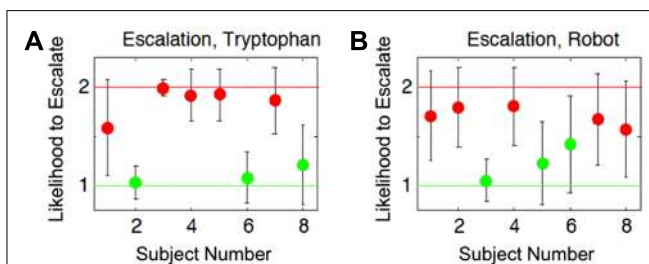 A Escalation, Tryptophan
Likelihood to Escalate
2
1
2 4 6 8
Subject Number
B Escalation, Robot
Likelihood to Escalate
2
1
2 4 6 8
Subject Number